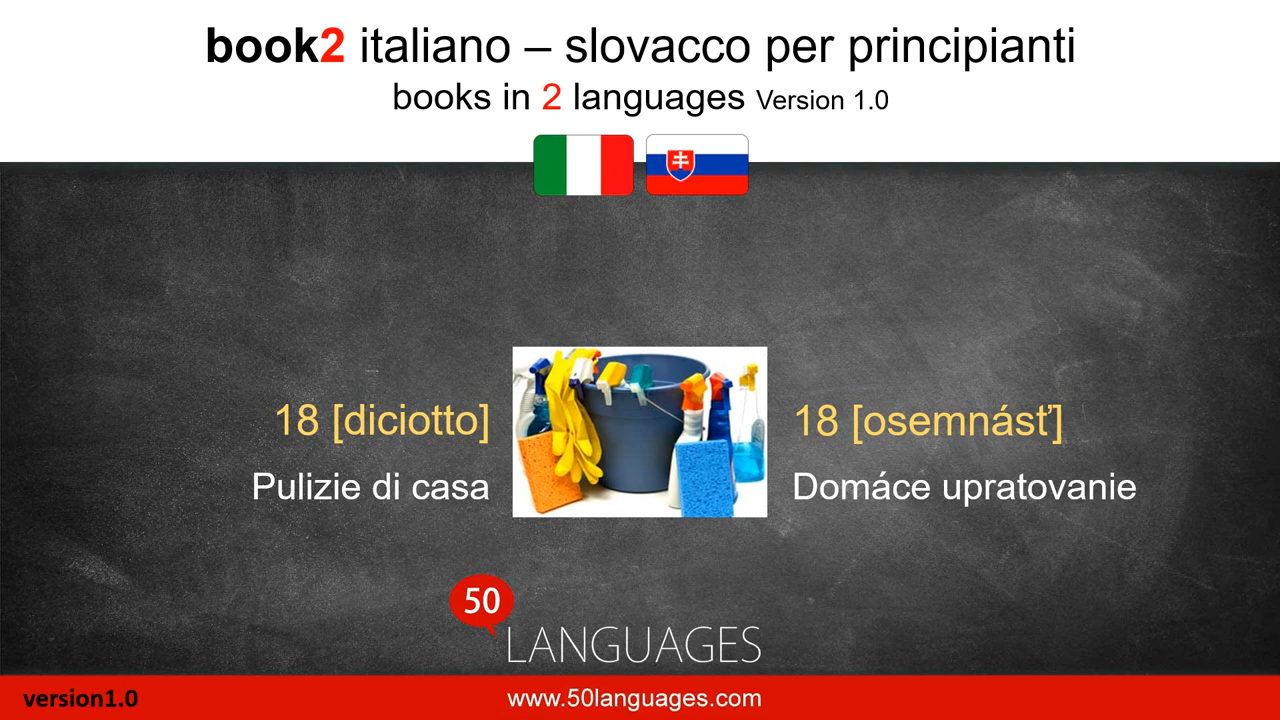 book2 italiano – slovacco per principianti
books in 2 languages Version 1.0
18 [diciotto]
Pulizie di casa
18 [osemnásť]
Domáce upratovanie
50
LANGUAGES
version1.0
www.50languages.com